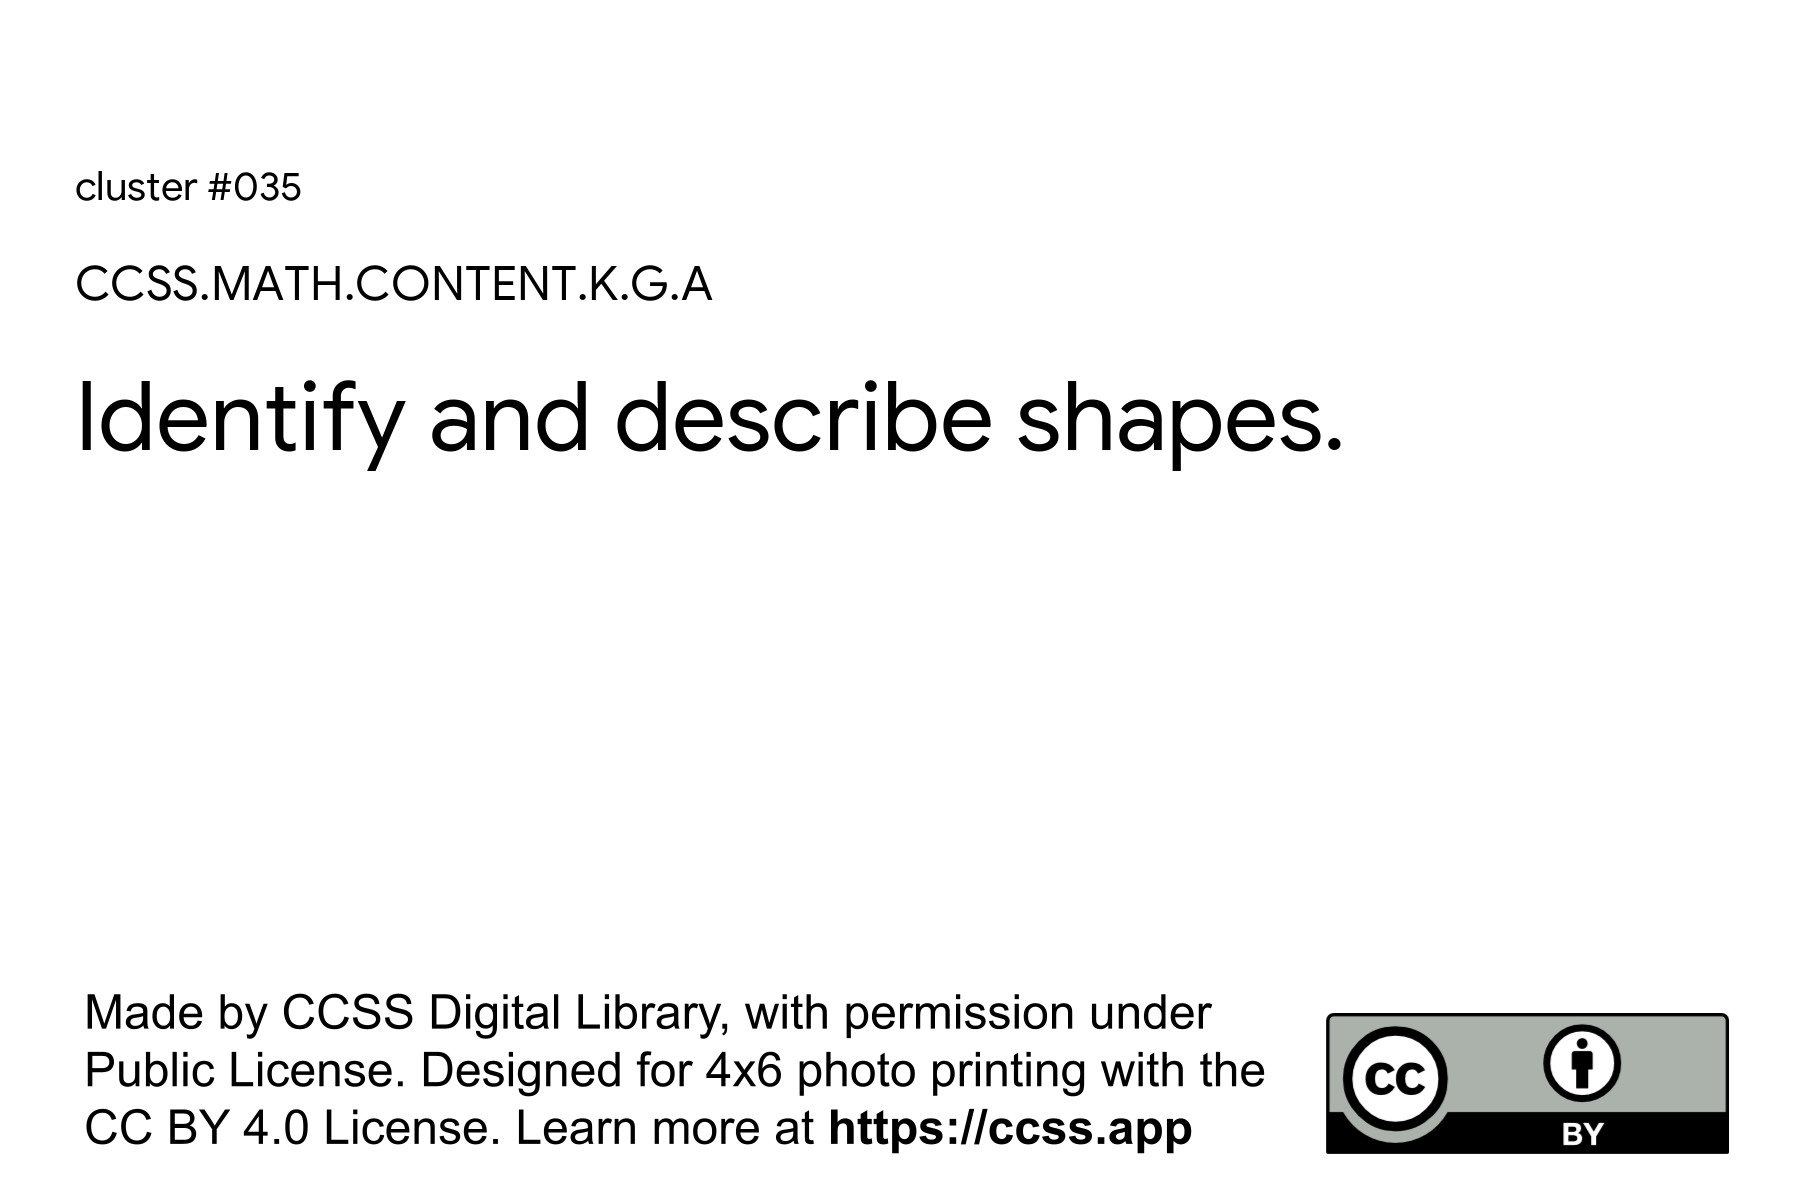 cluster #035
CCSS.MATH.CONTENT.K.G.A
Identify and describe shapes.
Made by CCSS Digital Library, with permission under
Public License. Designed for 4x6 photo printing with the
CC BY 4.0 License. Learn more at https://ccss.app
cc
BY